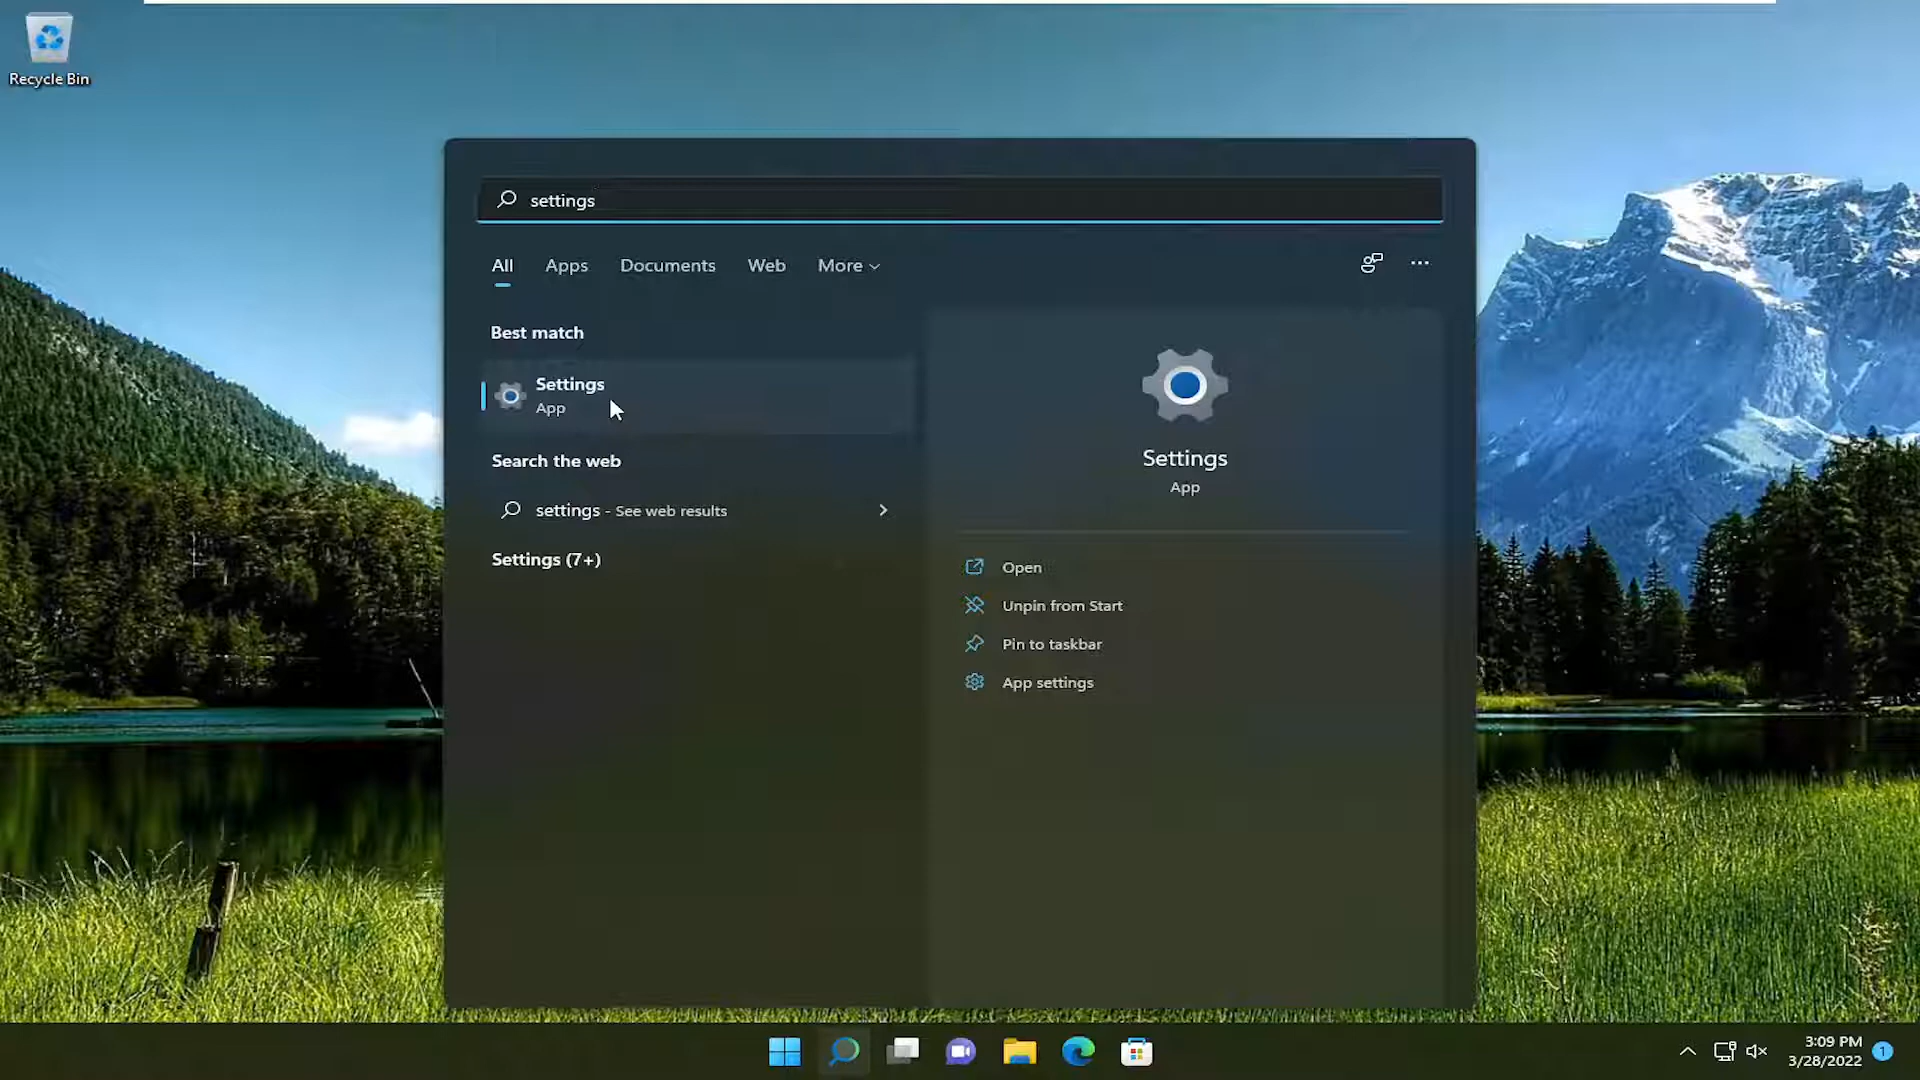 Recycle Bin
settings
All Apps Documents Web More
Best match
Settings
App
Search the web
settings - See web results
Settings (7+)
Settings
App
Open
Unpin from Start
Pin to taskbar
App settings
3:09 PM
3/28/2022
1